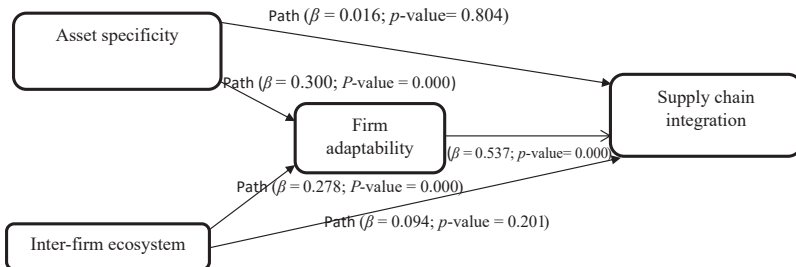 Path (β = 0.016; p-value= 0.804)
Asset specificity
Path (β = 0.300; P-value = 0.000)
Supply chain
integration
Firm
adaptability
(β = 0.537; p-value= 0.000)
Path (β = 0.278; P-value = 0.000)
Path (β = 0.094; p-value = 0.201)
Inter-firm ecosystem